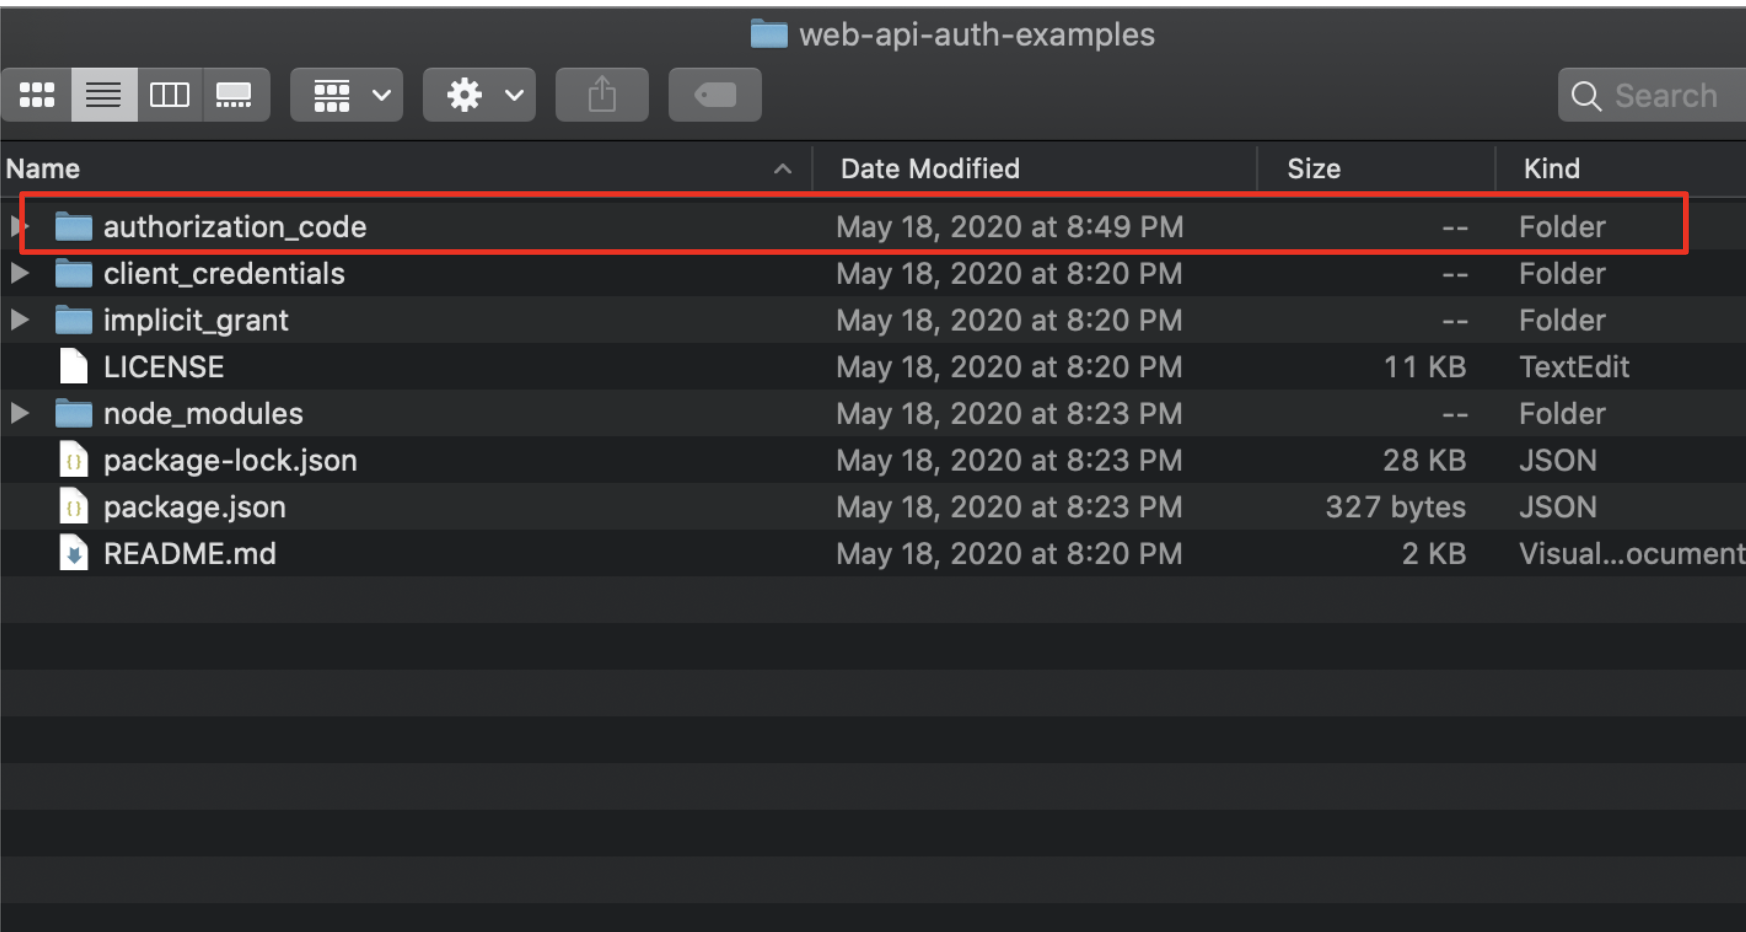 web-api-auth-examples
Search
Name Date Modified Size Kind
authorization_code May 18, 2020 at 8:49 PM -- Folder
client_credentials May 18, 2020 at 8:20 PM -- Folder
implicit_grant May 18, 2020 at 8:20 PM -- Folder
LICENSE May 18, 2020 at 8:20 PM 11 KB TextEdit
node_modules May 18, 2020 at 8:23 PM -- Folder
package-lock.json May 18, 2020 at 8:23 PM 28 KB JSON
package.json May 18, 2020 at 8:23 PM 327 bytes JSON
README.md May 18, 2020 at 8:20 PM 2 KB Visual...ocument